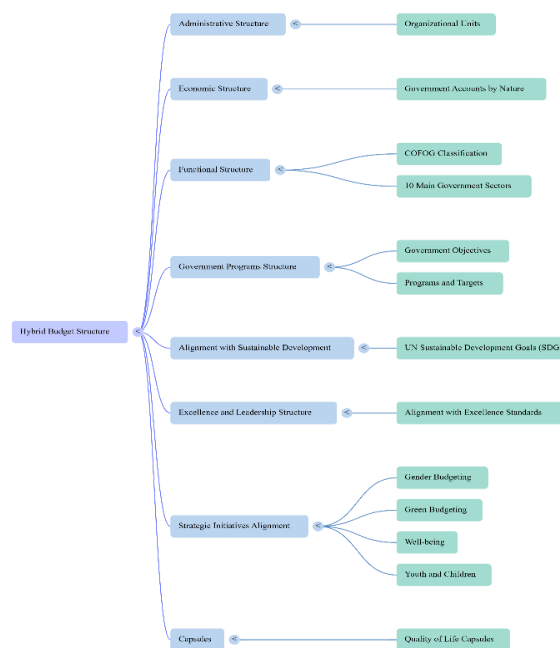 Administrative Structure
Organizational Units
Economic Structure
Government Accounts by Nature
Functional Structure
COFOG Classification
10 Main Government Sectors
Government Programs Structure
Government Objectives
Programs and Targets
Hybrid Budget Structure
Alignment with Sustainable Development
UN Sustainable Development Goals (SDG
Excellence and Leadership Structure
Alignment with Excellence Standards
Strategic Initiatives Alignment
Gender Budgeting
Green Budgeting
Well-being
Youth and Children
Capsules
Quality of Life Capsules